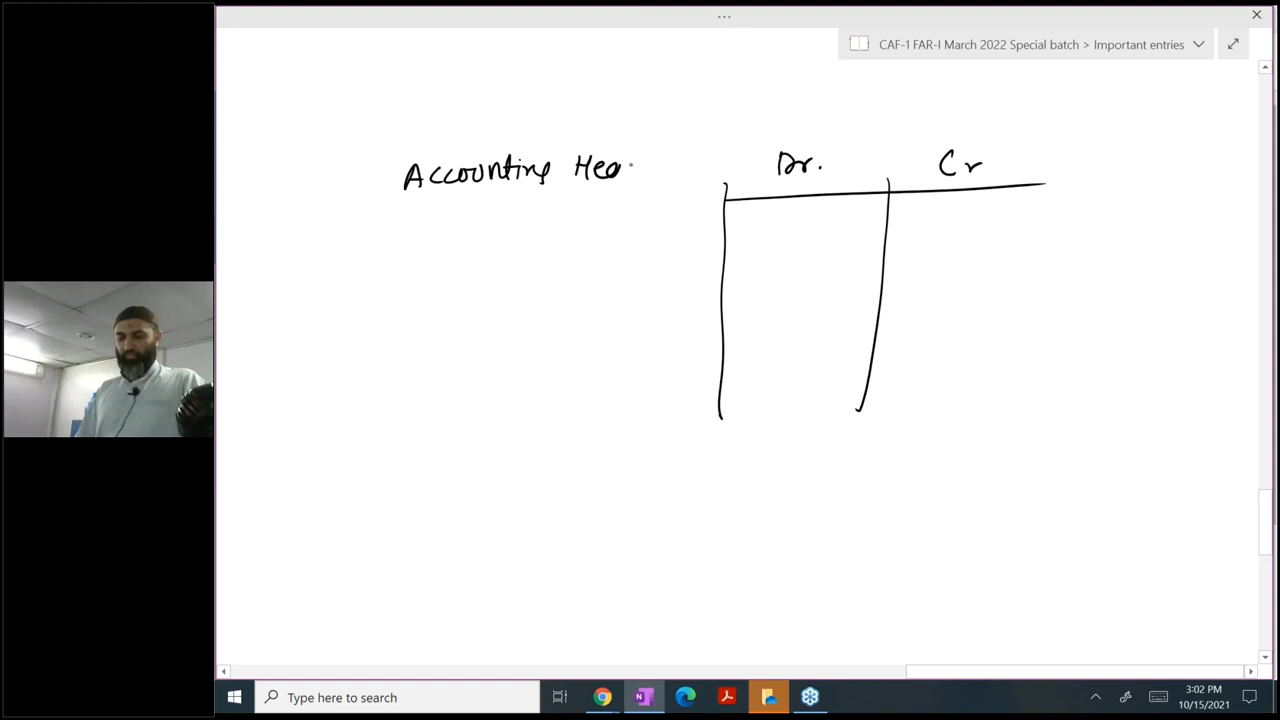 CAF-1 FAR-I March 2022 Special batch > Important entries
Accounting Hea Dr. Cr
Type here to search
3:02 PM
10/15/2021